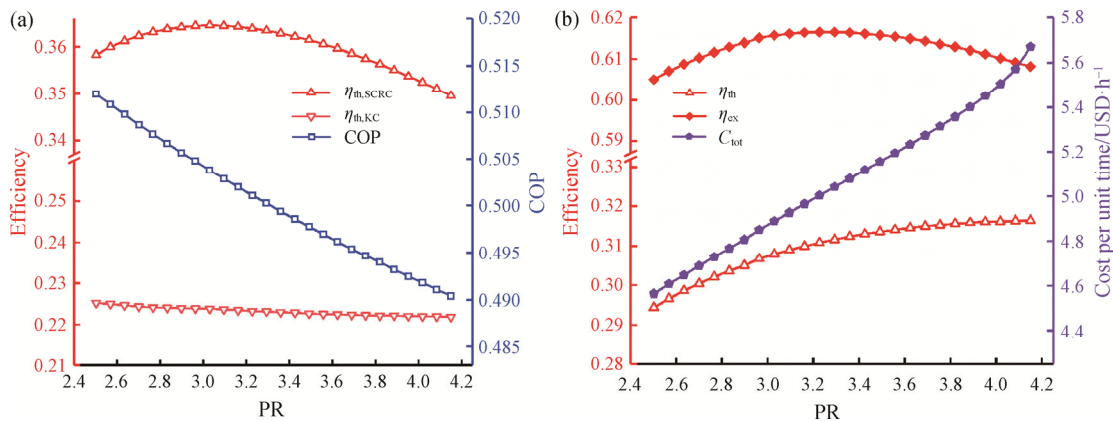 (a)
0.36
0.35
0.34
0.25
0.24
0.23
0.22
0.21
Efficiency
ηth,SCRC
ηth,KC
COP
0.520
0.515
0.510
0.505
0.500
0.495
0.490
0.485
COP
2.4 2.6 2.8 3.0 3.2 3.4 3.6 3.8 4.0 4.2
PR
(b)
0.62
0.61
0.60
0.59
0.33
0.32
0.31
0.30
0.29
0.28
Efficiency
ηth
ηex
Ctot
5.8
5.6
5.4
5.2
5.0
4.8
4.6
4.4
Cost per unit time/USD·h⁻¹
2.4 2.6 2.8 3.0 3.2 3.4 3.6 3.8 4.0 4.2
PR